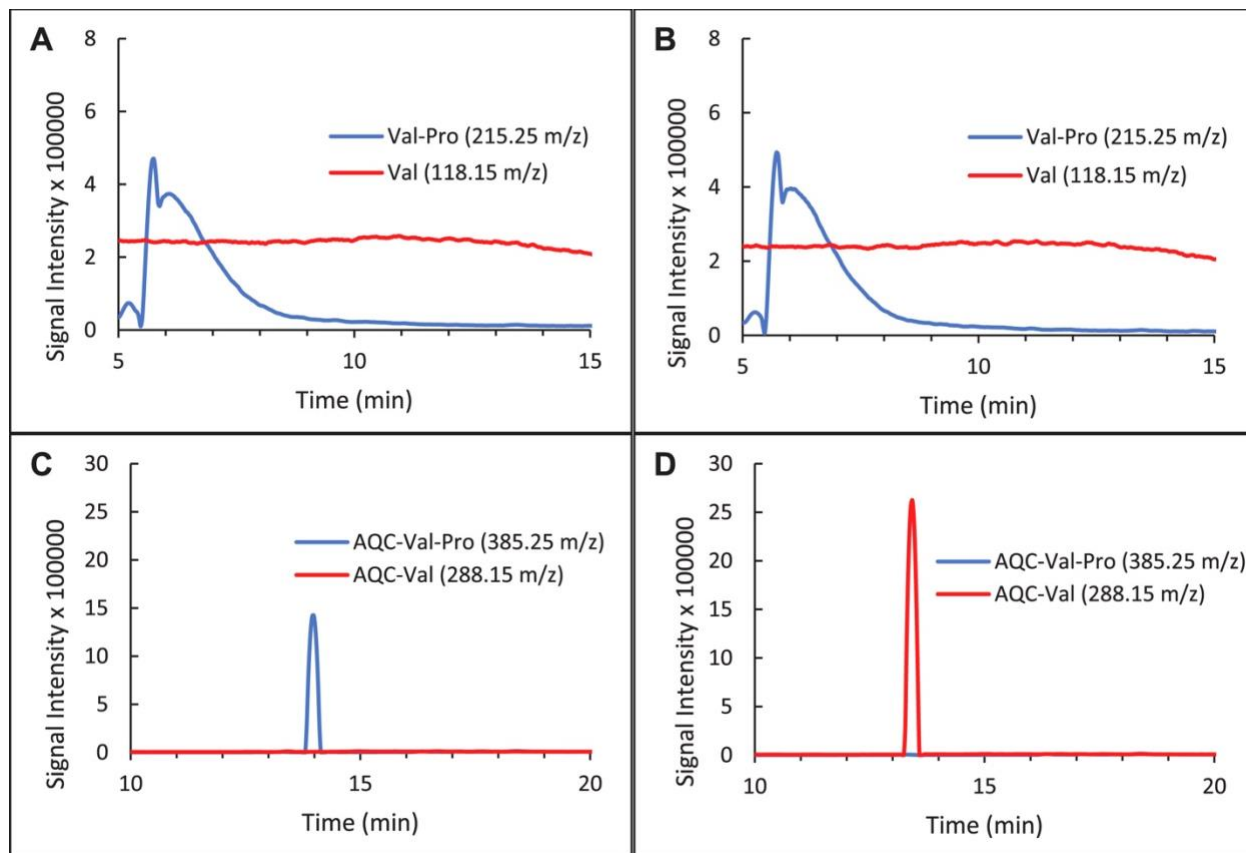 A
8
6
4
2
0
Signal Intensity x 100000
Val-Pro (215.25 m/z)
Val (118.15 m/z)
5
10
15
Time (min)
B
8
6
4
2
0
Signal Intensity x 100000
Val-Pro (215.25 m/z)
Val (118.15 m/z)
5
10
15
Time (min)
C
30
25
20
15
10
5
0
Signal Intensity x 100000
AQC-Val-Pro (385.25 m/z)
AQC-Val (288.15 m/z)
10
15
20
Time (min)
D
30
25
20
15
10
5
0
Signal Intensity x 100000
AQC-Val-Pro (385.25 m/z)
AQC-Val (288.15 m/z)
10
15
20
Time (min)